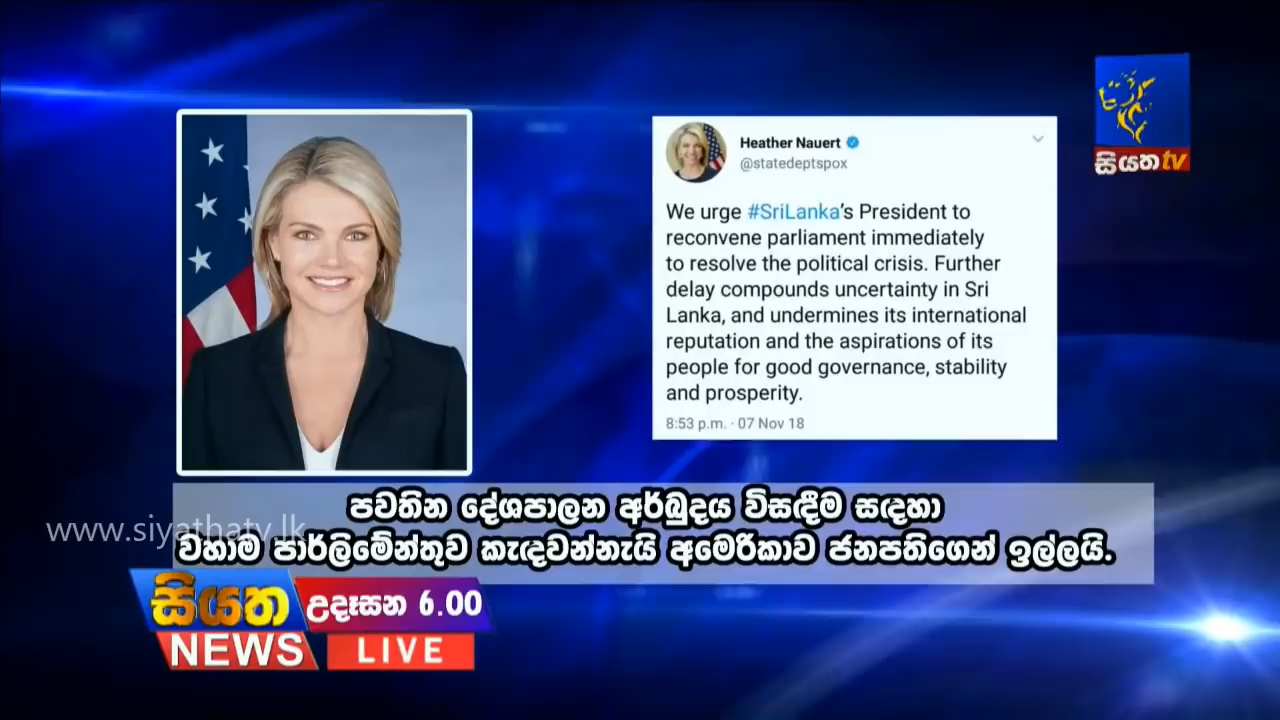 සියත tv
Heather Nauert
@statedeptspox
We urge #SriLanka's President to
reconvene parliament immediately
to resolve the political crisis. Further
delay compounds uncertainty in Sri
Lanka, and undermines its international
reputation and the aspirations of its
people for good governance, stability
and prosperity.
8:53 p.m. · 07 Nov 18
පවතින දේශපාලන අර්බුදය විසඳීම සඳහා
www.siyathatv.lk
වහාම පාර්ලිමේන්තුව කැඳවන්නැයි අමෙරිකාව ජනපතිගෙන් ඉල්ලයි.
සියත
උදෑසන 6.00
NEWS
LIVE